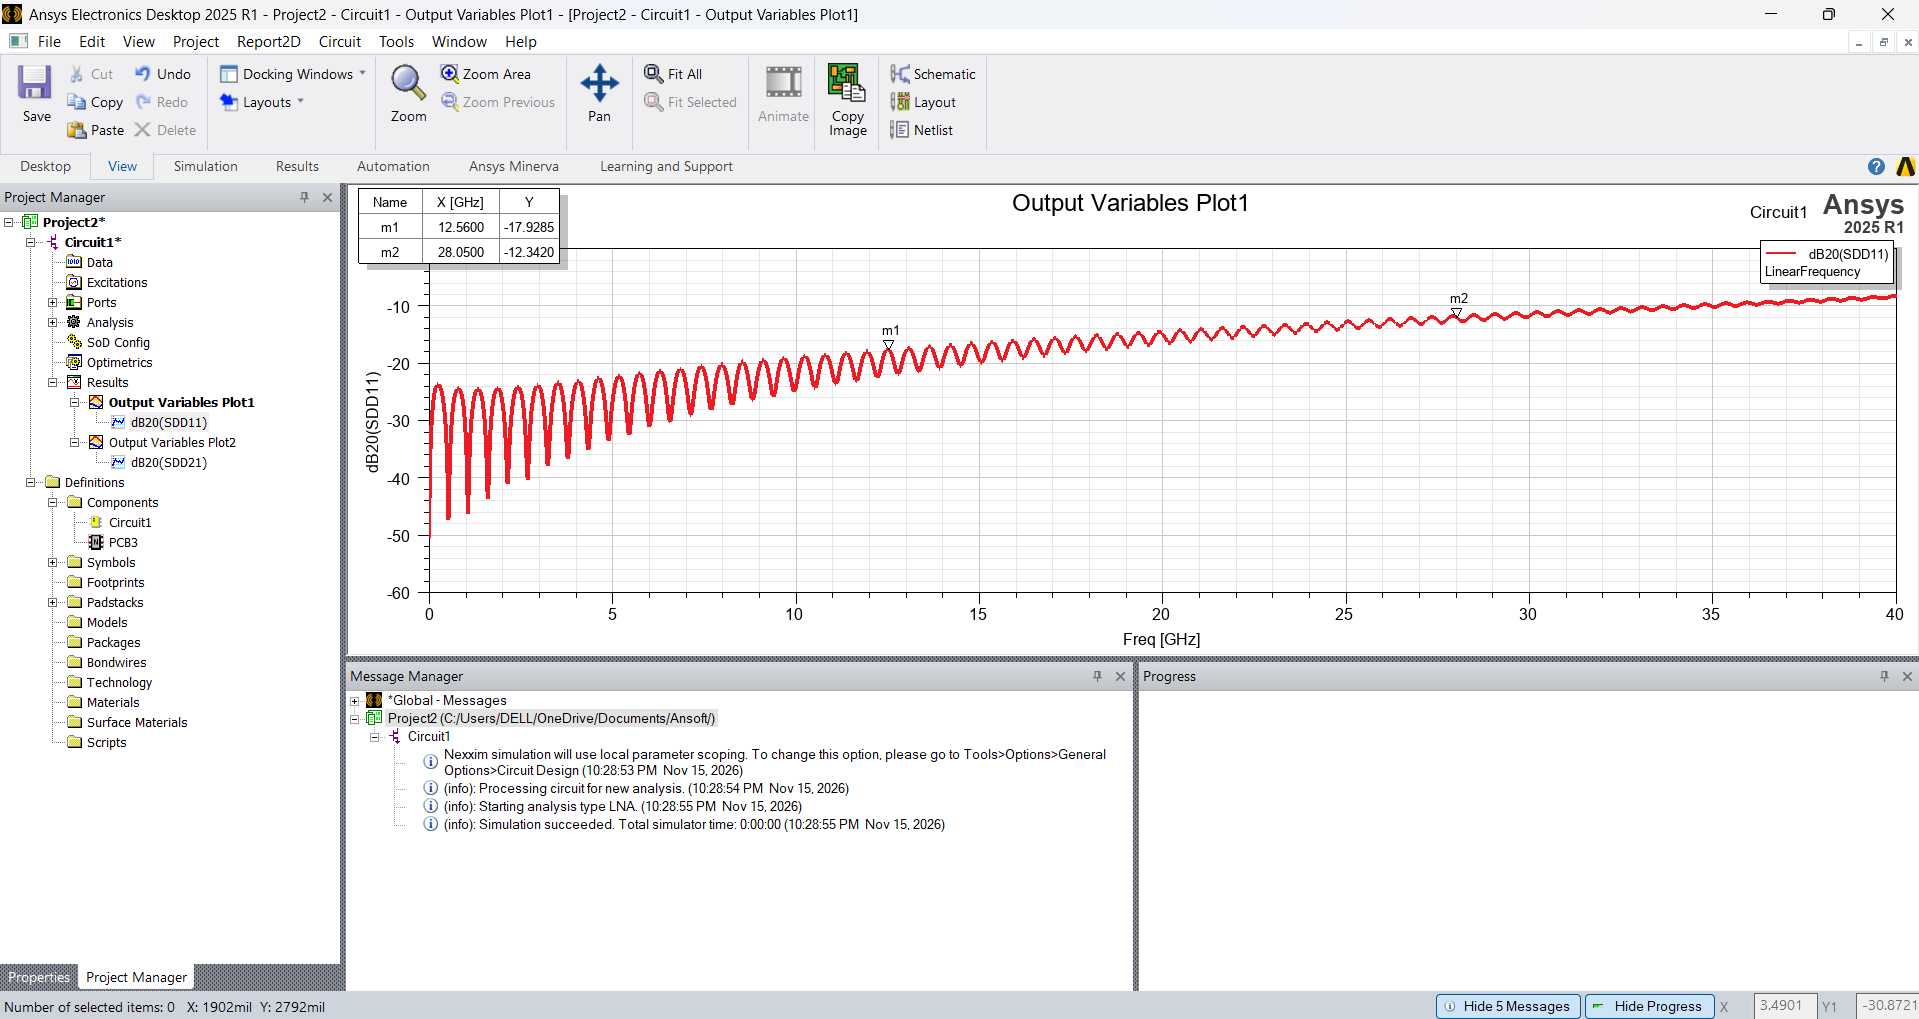 Ansys Electronics Desktop 2025 R1 - Project2 - Circuit1 - Output Variables Plot1 - [Project2 - Circuit1 - Output Variables Plot1]
File Edit View Project Report2D Circuit Tools Window Help
Save
Cut
Copy
Paste
Undo
Redo
Delete
Docking Windows
Layouts
Zoom
Zoom Area
Zoom Previous
Pan
Fit All
Fit Selected
Animate
Copy
Image
Schematic
Layout
Netlist
Desktop View Simulation Results Automation Ansys Minerva Learning and Support
Project Manager
Project2*
Circuit1*
Data
Excitations
Ports
Analysis
SoD Config
Optimetrics
Results
Output Variables Plot1
dB20(SDD11)
Output Variables Plot2
dB20(SDD21)
Definitions
Components
Circuit1
PCB3
Symbols
Footprints
Padstacks
Models
Packages
Bondwires
Technology
Materials
Surface Materials
Scripts
Properties Project Manager
Name X [GHz] Y
m1 12.5600 -17.9285
m2 28.0500 -12.3420
Output Variables Plot1
Circuit1
Ansys
2025 R1
dB20(SDD11)
LinearFrequency
m1
m2
dB20(SDD11)
-10
-20
-30
-40
-50
-60
0 5 10 15 20 25 30 35 40
Freq [GHz]
Message Manager
*Global - Messages
Project2 (C:/Users/DELL/OneDrive/Documents/Ansoft/)
Circuit1
Nexxim simulation will use local parameter scoping. To change this option, please go to Tools>Options>General
Options>Circuit Design (10:28:53 PM Nov 15, 2026)
(info): Processing circuit for new analysis. (10:28:54 PM Nov 15, 2026)
(info): Starting analysis type LNA. (10:28:55 PM Nov 15, 2026)
(info): Simulation succeeded. Total simulator time: 0:00:00 (10:28:55 PM Nov 15, 2026)
Progress
Number of selected items: 0 X: 1902mil Y: 2792mil
Hide 5 Messages
Hide Progress
X 3.4901 Y1 -30.8721